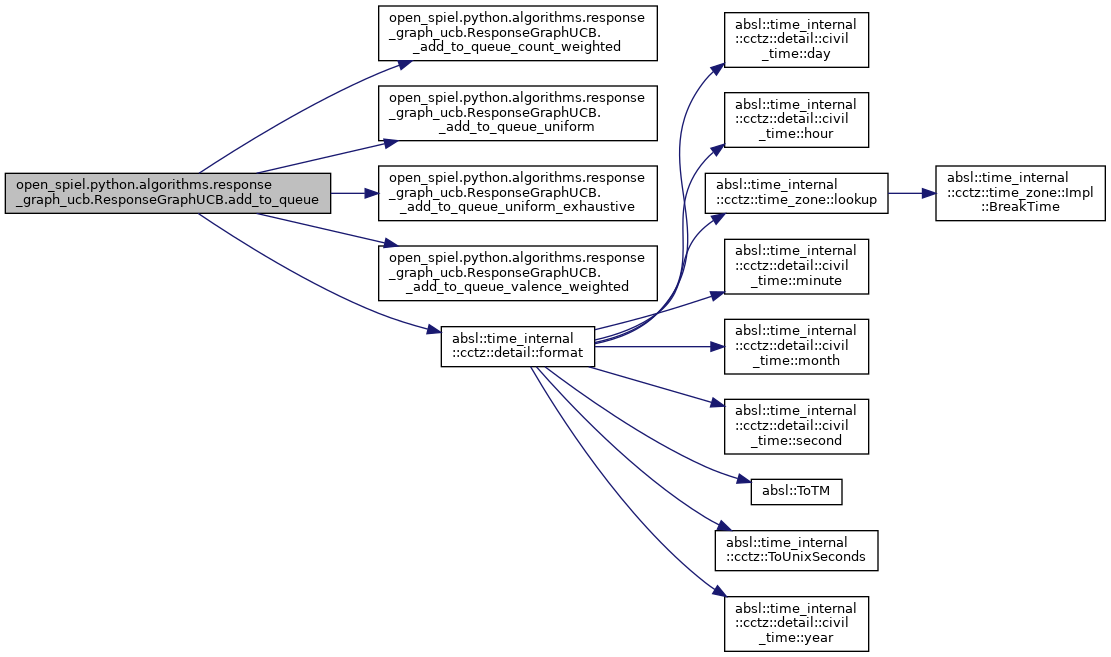 open_spiel.python.algorithms.response
_graph_ucb.ResponseGraphUCB.add_to_queue
open_spiel.python.algorithms.response
_graph_ucb.ResponseGraphUCB.
_add_to_queue_count_weighted
open_spiel.python.algorithms.response
_graph_ucb.ResponseGraphUCB.
_add_to_queue_uniform
open_spiel.python.algorithms.response
_graph_ucb.ResponseGraphUCB.
_add_to_queue_uniform_exhaustive
open_spiel.python.algorithms.response
_graph_ucb.ResponseGraphUCB.
_add_to_queue_valence_weighted
absl::time_internal
::cctz::detail::format
absl::time_internal
::cctz::detail::civil
_time::day
absl::time_internal
::cctz::detail::civil
_time::hour
absl::time_internal
::cctz::time_zone::lookup
absl::time_internal
::cctz::time_zone::Impl
::BreakTime
absl::time_internal
::cctz::detail::civil
_time::minute
absl::time_internal
::cctz::detail::civil
_time::month
absl::time_internal
::cctz::detail::civil
_time::second
absl::ToTM
absl::time_internal
::cctz::ToUnixSeconds
absl::time_internal
::cctz::detail::civil
_time::year